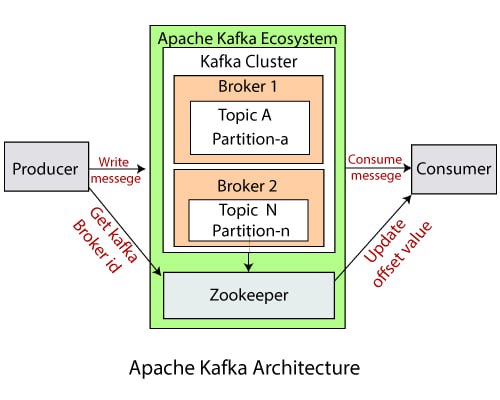 Apache Kafka Ecosystem
Kafka Cluster
Broker 1
Topic A
Partition-a
Broker 2
Topic N
Partition-n
Zookeeper
Producer
Write
messege
Get kafka
Broker id
Consume
messege
Consumer
Update
offset value
Apache Kafka Architecture